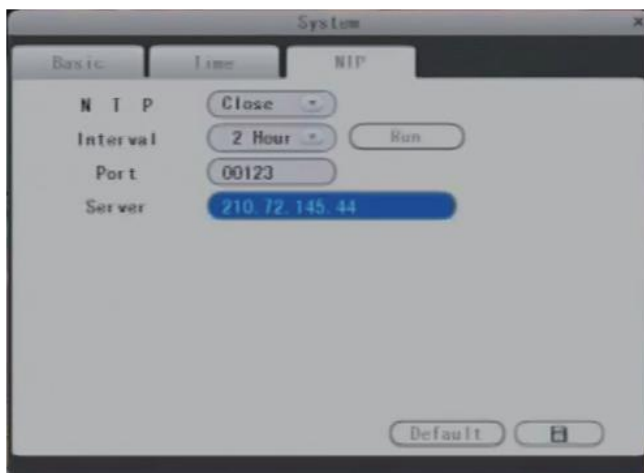 System ×
Basic Time NTP
N T P Close
Interval 2 Hour Run
Port 00123
Server 210.72.145.44
Default